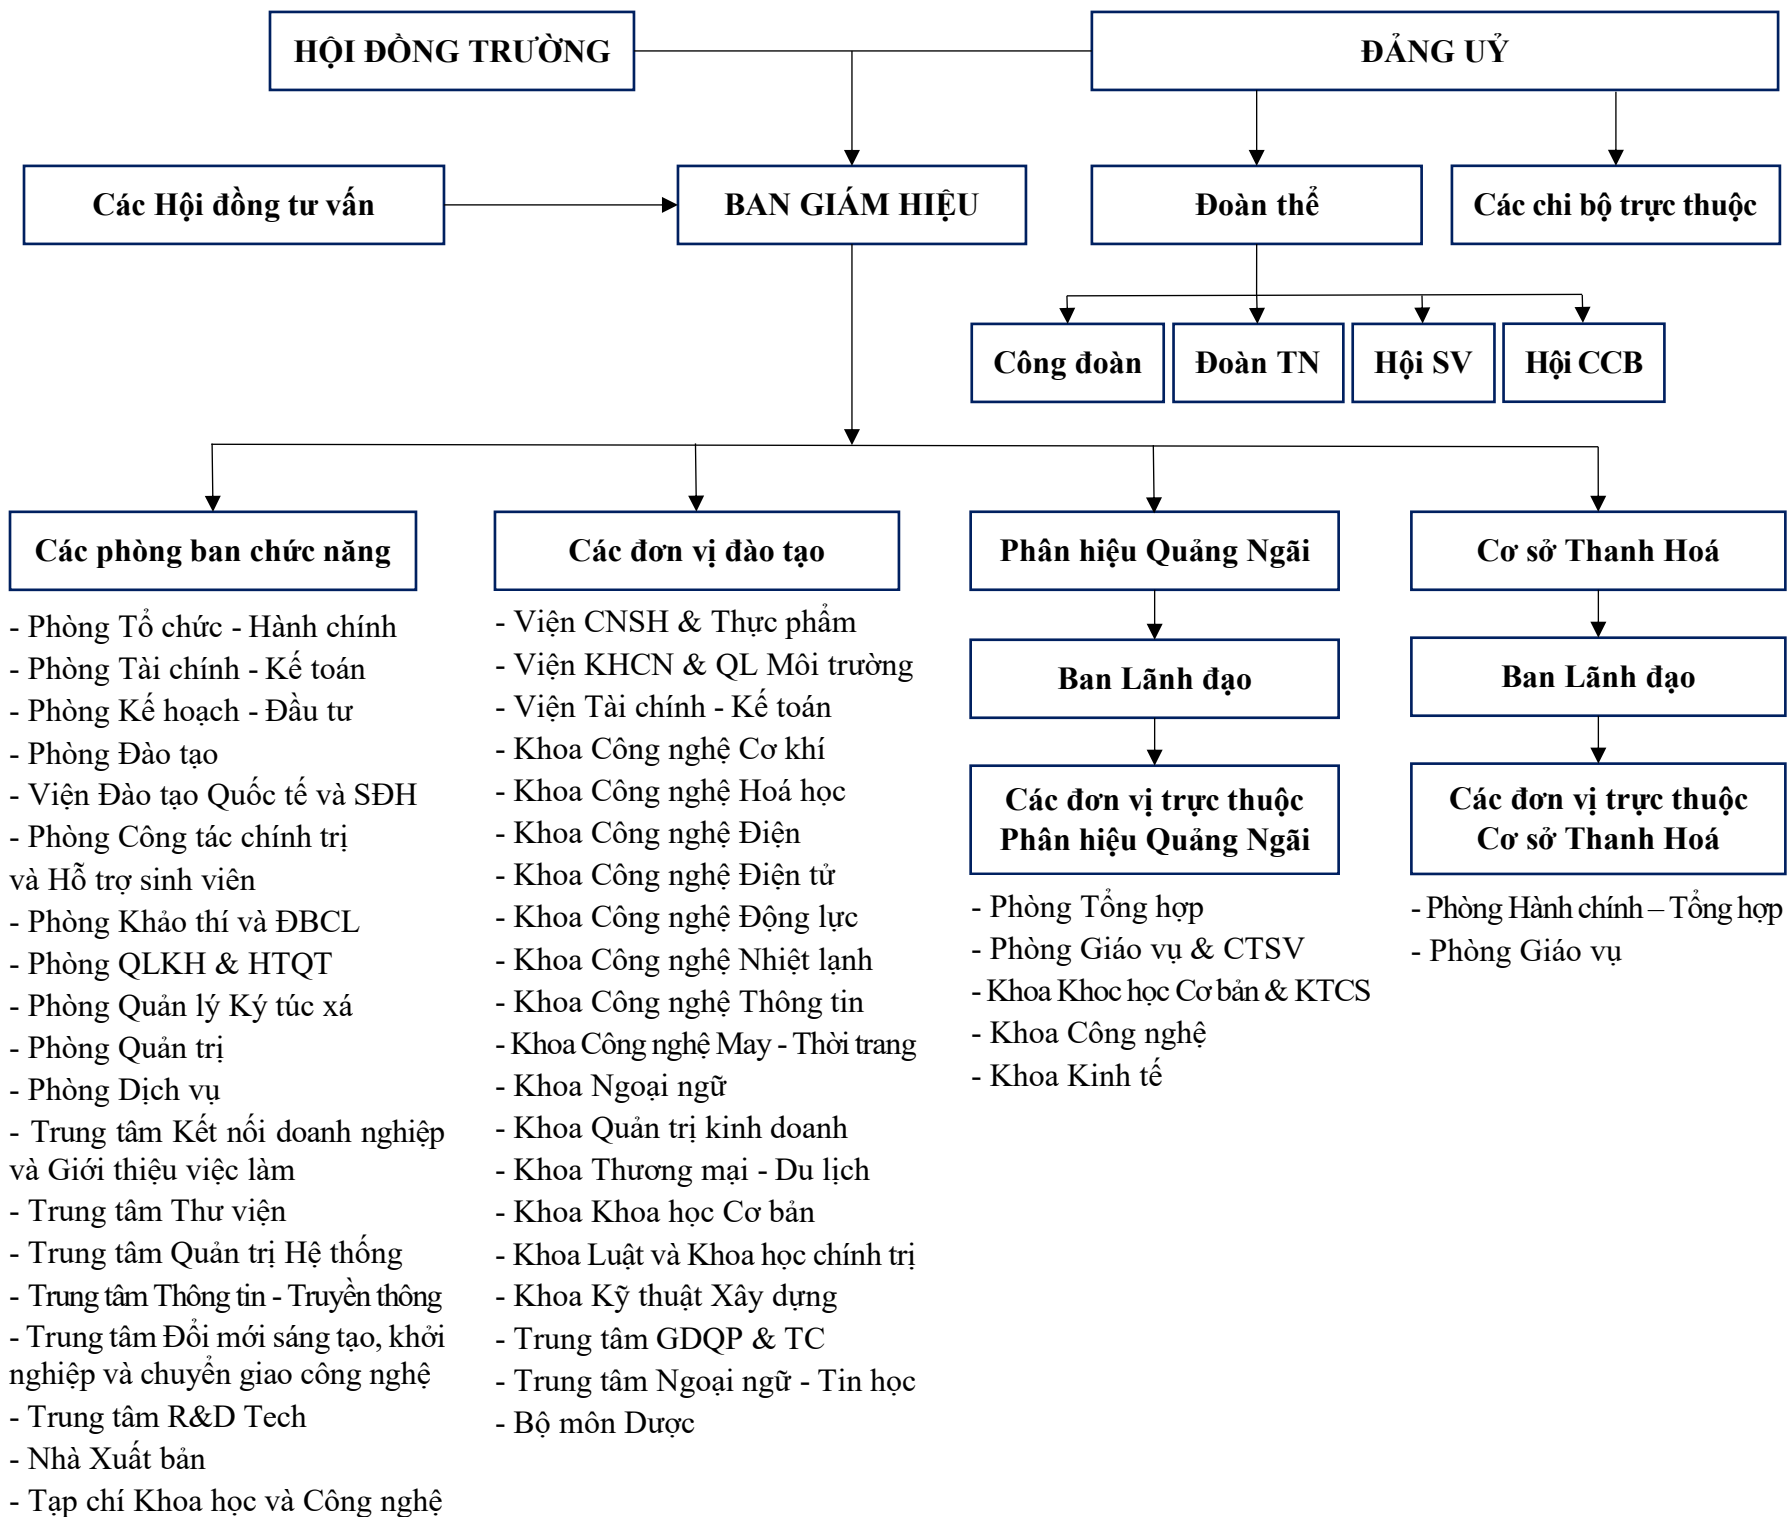 HỘI ĐỒNG TRƯỜNG
ĐẢNG UỶ
Các Hội đồng tư vấn
BAN GIÁM HIỆU
Đoàn thể
Các chi bộ trực thuộc
Công đoàn
Đoàn TN
Hội SV
Hội CCB
Các phòng ban chức năng
- Phòng Tổ chức - Hành chính
- Phòng Tài chính - Kế toán
- Phòng Kế hoạch - Đầu tư
- Phòng Đào tạo
- Viện Đào tạo Quốc tế và SĐH
- Phòng Công tác chính trị
và Hỗ trợ sinh viên
- Phòng Khảo thí và ĐBCL
- Phòng QLKH & HTQT
- Phòng Quản lý Ký túc xá
- Phòng Quản trị
- Phòng Dịch vụ
- Trung tâm Kết nối doanh nghiệp
và Giới thiệu việc làm
- Trung tâm Thư viện
- Trung tâm Quản trị Hệ thống
- Trung tâm Thông tin - Truyền thông
- Trung tâm Đổi mới sáng tạo, khởi
nghiệp và chuyển giao công nghệ
- Trung tâm R&D Tech
- Nhà Xuất bản
- Tạp chí Khoa học và Công nghệ
Các đơn vị đào tạo
- Viện CNSH & Thực phẩm
- Viện KHCN & QL Môi trường
- Viện Tài chính - Kế toán
- Khoa Công nghệ Cơ khí
- Khoa Công nghệ Hoá học
- Khoa Công nghệ Điện
- Khoa Công nghệ Điện tử
- Khoa Công nghệ Động lực
- Khoa Công nghệ Nhiệt lạnh
- Khoa Công nghệ Thông tin
- Khoa Công nghệ May - Thời trang
- Khoa Ngoại ngữ
- Khoa Quản trị kinh doanh
- Khoa Thương mại - Du lịch
- Khoa Khoa học Cơ bản
- Khoa Luật và Khoa học chính trị
- Khoa Kỹ thuật Xây dựng
- Trung tâm GDQP & TC
- Trung tâm Ngoại ngữ - Tin học
- Bộ môn Dược
Phân hiệu Quảng Ngãi
Ban Lãnh đạo
Các đơn vị trực thuộc
Phân hiệu Quảng Ngãi
- Phòng Tổng hợp
- Phòng Giáo vụ & CTSV
- Khoa Khoc học Cơ bản & KTCS
- Khoa Công nghệ
- Khoa Kinh tế
Cơ sở Thanh Hoá
Ban Lãnh đạo
Các đơn vị trực thuộc
Cơ sở Thanh Hoá
- Phòng Hành chính – Tổng hợp
- Phòng Giáo vụ